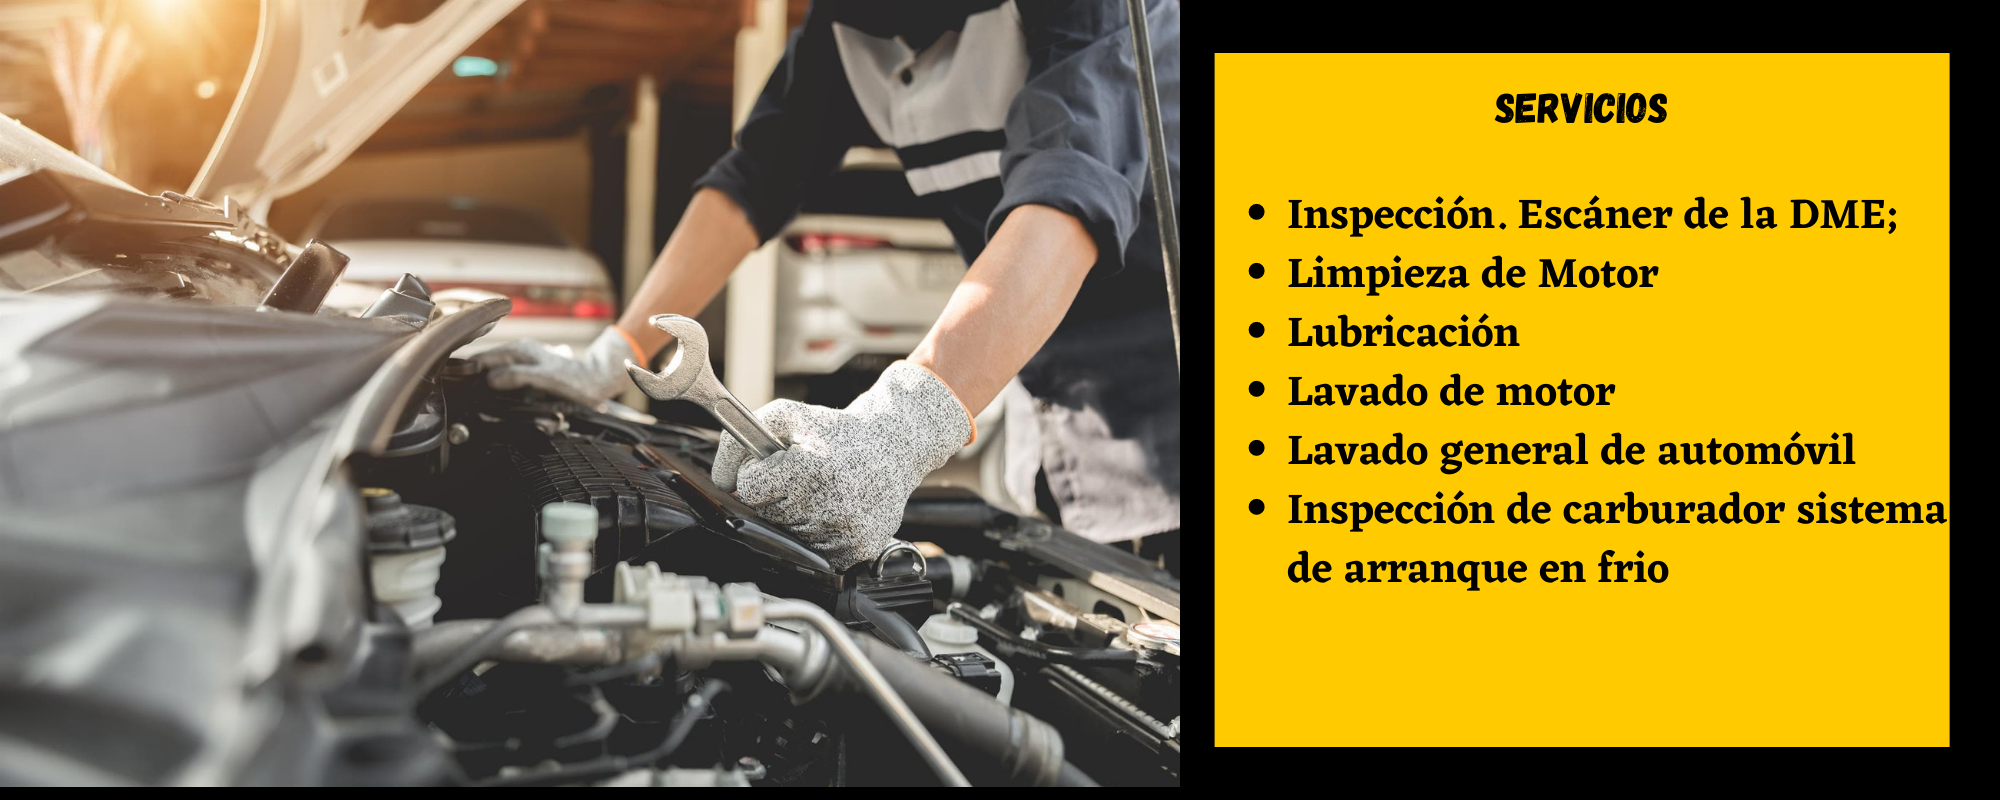 SERVICIOS
• Inspección. Escáner de la DME;
• Limpieza de Motor
• Lubricación
• Lavado de motor
• Lavado general de automóvil
• Inspección de carburador sistema
de arranque en frio